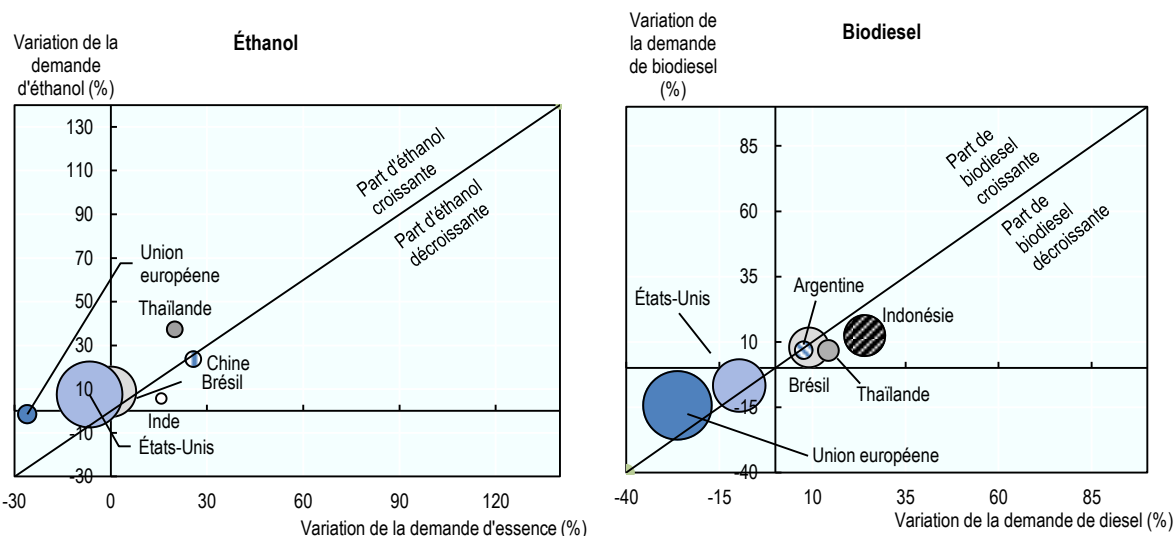 Variation de la
demande
d'éthanol (%)
Éthanol
130
110
90
70
50
30
10
-10
-30
-30
0
30
60
90
120
Part d'éthanol
croissante
Part d'éthanol
décroissante
Union
européene
Thaïlande
Chine
Brésil
Inde
États-Unis
Variation de la demande d'essence (%)
Variation de
la demande
de biodiesel
(%)
Biodiesel
85
60
35
10
-15
-40
-40
-15
10
35
60
85
Part de
biodiesel
croissante
Part de
biodiesel
décroissante
Argentine
États-Unis
Indonésie
Brésil
Thaïlande
Union européene
Variation de la demande de diesel (%)